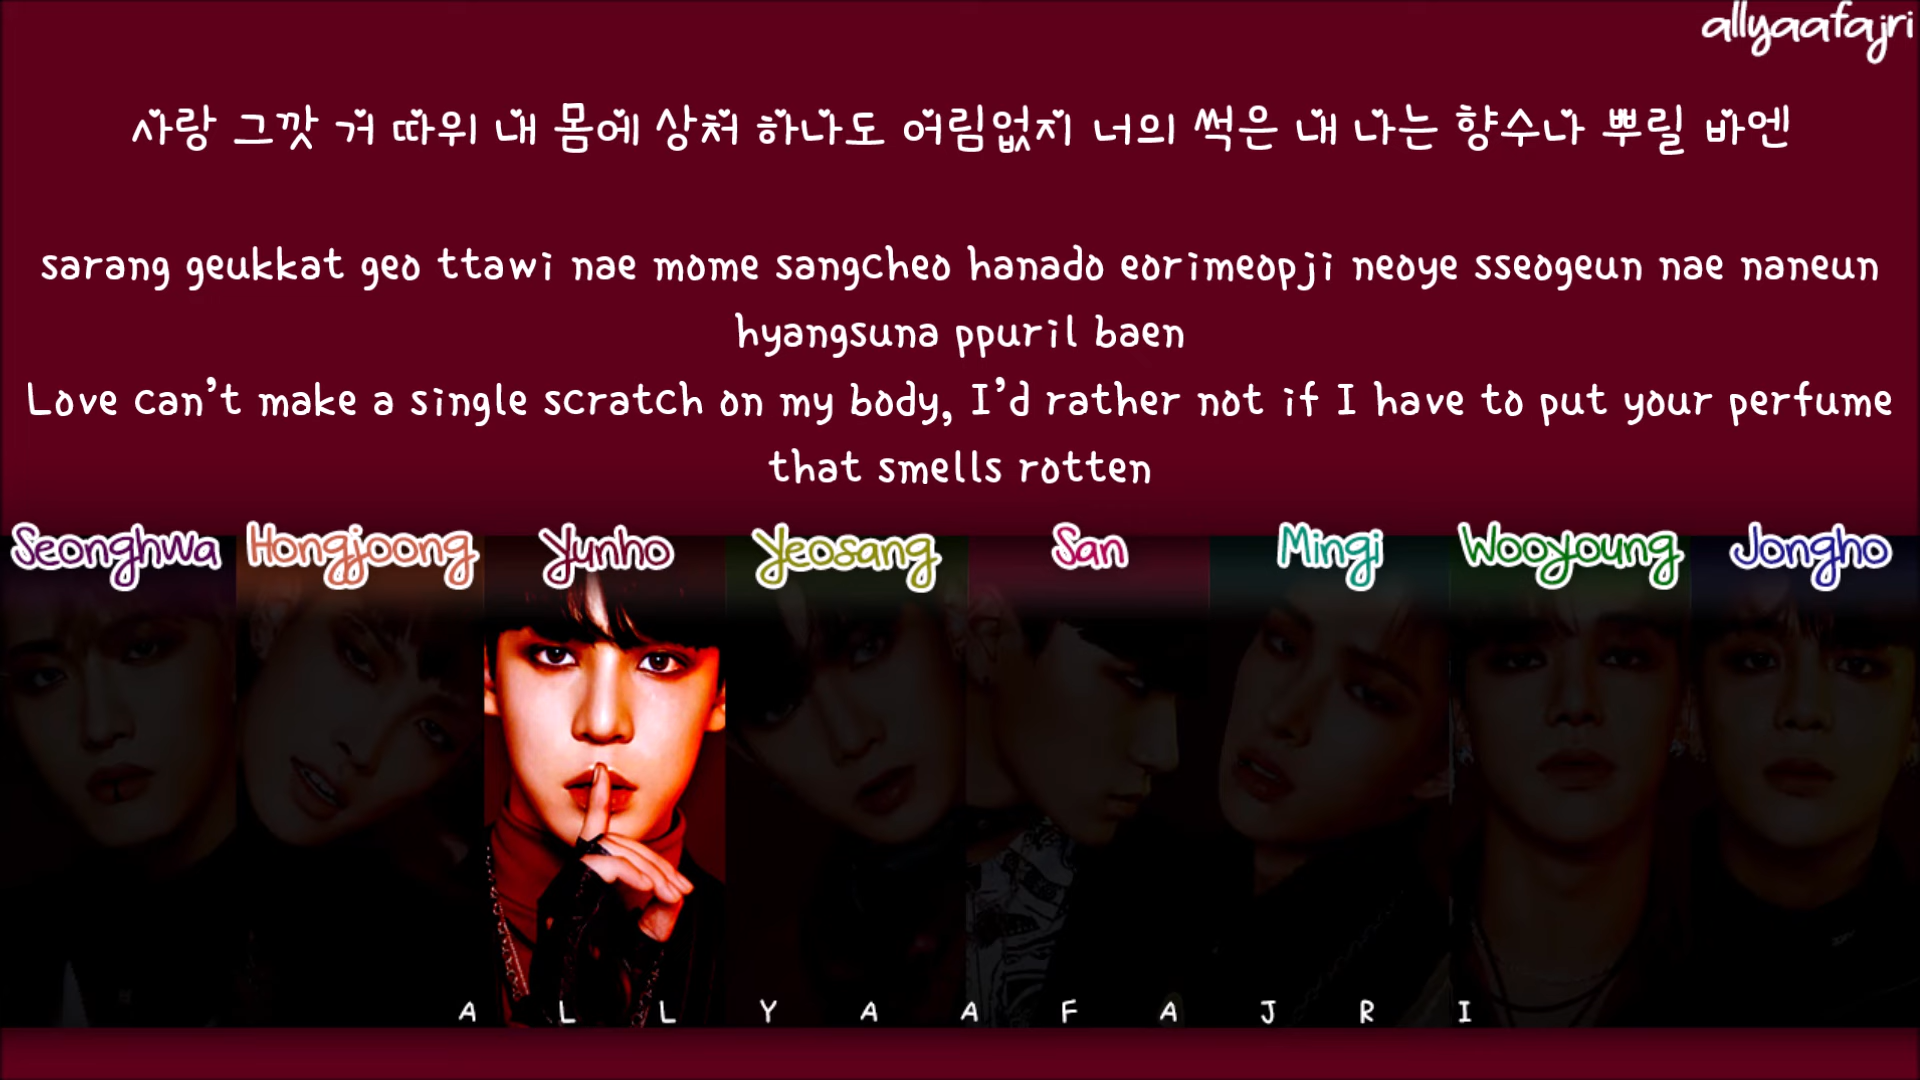 allyaafajri
사랑 그깟 거 따위 내 몸에 상처 하나도 어림없지 너의 썩은 내 나는 향수나 뿌릴 바엔
sarang geukkat geo ttawi nae mome sangcheo hanado eorimeopji neoye sseogeun nae naneun
hyangsuna ppuril baen
Love can't make a single scratch on my body, I'd rather not if I have to put your perfume
that smells rotten
Seonghwa Hongjoong Yunho Yeosang San Mingi Wooyoung Jongho
A L L Y A A F A J R I